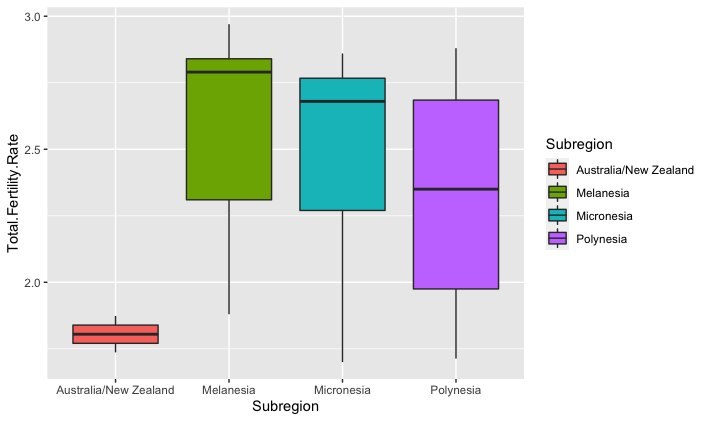 3.0
2.5
2.0
Total.Fertility.Rate
Australia/New Zealand
Melanesia
Micronesia
Polynesia
Subregion
Subregion
Australia/New Zealand
Melanesia
Micronesia
Polynesia